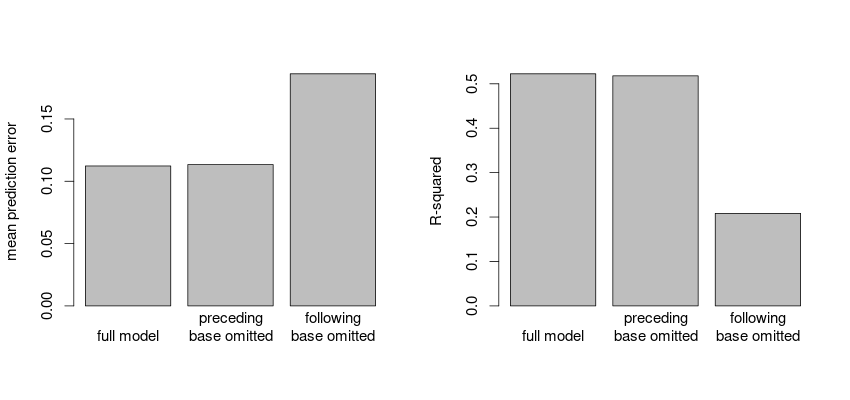 mean prediction error
0.15
0.10
0.05
0.00
full model
preceding
base omitted
following
base omitted
R-squared
0.5
0.4
0.3
0.2
0.1
0.0
full model
preceding
base omitted
following
base omitted